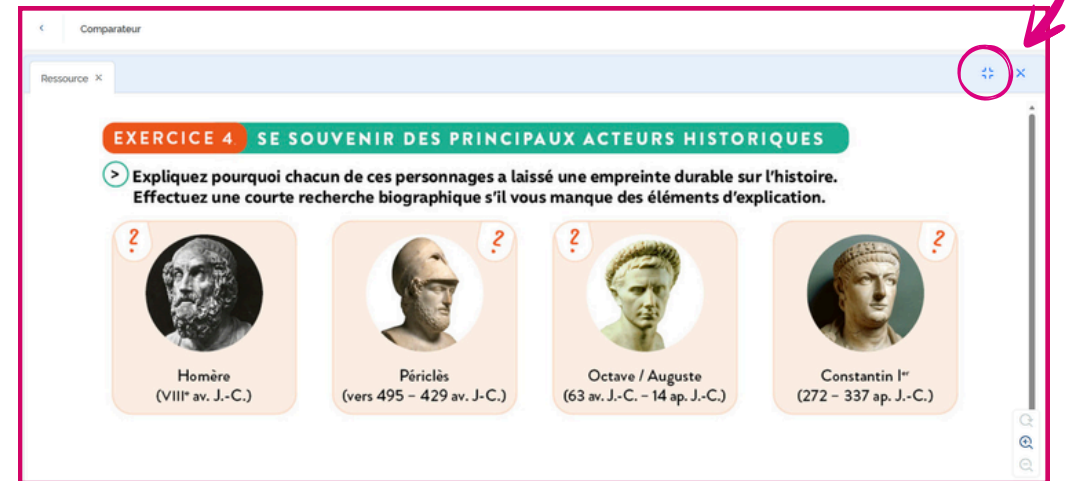 Comparateur
Ressource ×
EXERCICE 4. SE SOUVENIR DES PRINCIPAUX ACTEURS HISTORIQUES
> Expliquez pourquoi chacun de ces personnages a laissé une empreinte durable sur l'histoire.
Effectuez une courte recherche biographique s'il vous manque des éléments d'explication.
? ? ? ?
Homère
(VIIIᵉ av. J.-C.)
Périclès
(vers 495 – 429 av. J-C.)
Octave / Auguste
(63 av. J.-C. – 14 ap. J.-C.)
Constantin Iᵉʳ
(272 – 337 ap. J.-C.)